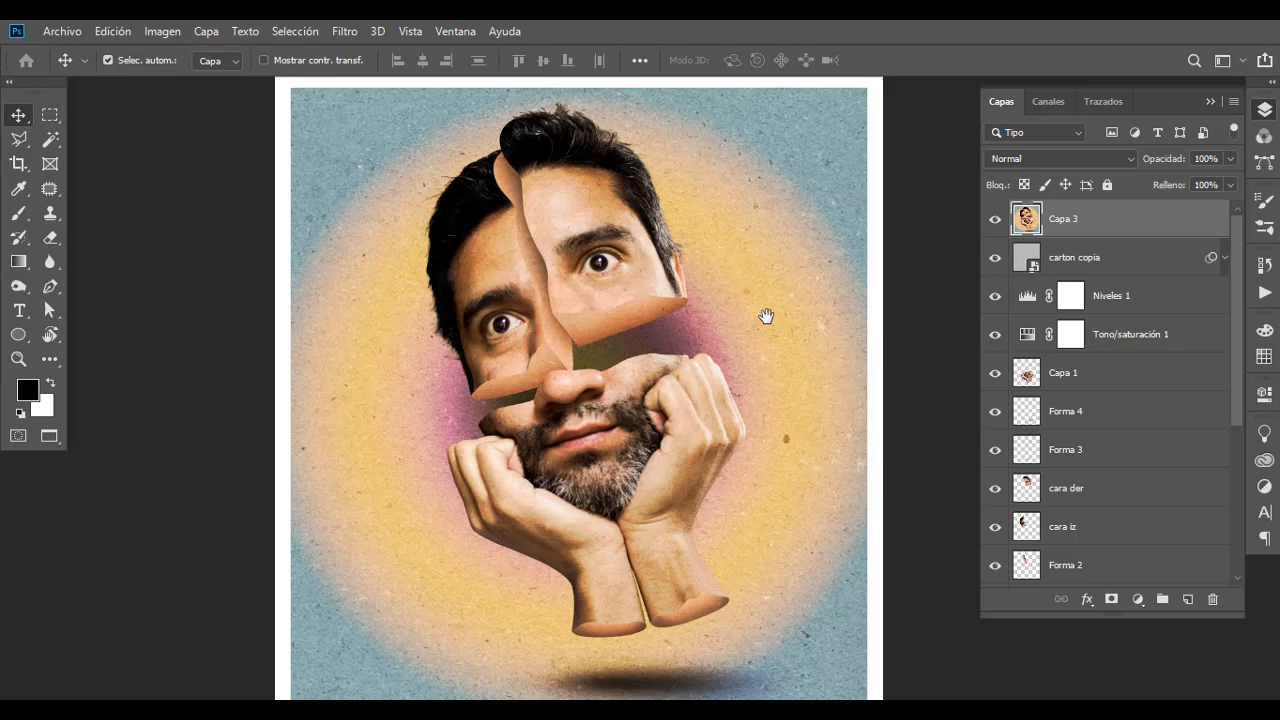 Ps Archivo Edición Imagen Capa Texto Selección Filtro 3D Vista Ventana Ayuda
Selec. autom.: Capa Mostrar contr. transf. Modo 3D:
Capas Canales Trazados
Tipo
Normal Opacidad: 100%
Bloq.: Relleno: 100%
Capa 3
carton copia
Niveles 1
Tono/saturación 1
Capa 1
Forma 4
Forma 3
cara der
cara iz
Forma 2
fx